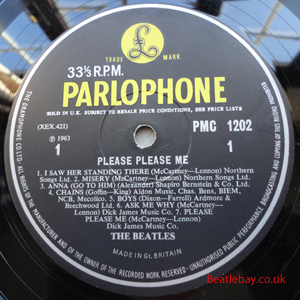 TRADE MARK
33⅓ R.P.M.
PARLOPHONE
SOLD IN U.K. SUBJECT TO RESALE PRICE CONDITIONS, SEE PRICE LISTS
(XEX.421)
PMC 1202
℗ 1963
1
1
PLEASE PLEASE ME
1. I SAW HER STANDING THERE (McCartney—Lennon) Northern
Songs Ltd. 2. MISERY (McCartney—Lennon) Northern Songs Ltd.
3. ANNA (GO TO HIM) (Alexander) Shapiro Bernstein & Co. Ltd.
4. CHAINS (Goffin—King) Aldon Music, Chas. Bens, BIEM,
NCB, Mecolico. 5. BOYS (Dixon—Farrell) Ardmore &
Beechwood Ltd. 6. ASK ME WHY (McCartney—Lennon)
Dick James Music Co. 7. PLEASE
PLEASE ME (McCartney—Lennon)
Dick James Music Co.
THE BEATLES
MADE IN GT. BRITAIN
THE GRAMOPHONE CO. LTD. ALL RIGHTS OF THE MANUFACTURER AND OF THE OWNER OF THE RECORDED WORK RESERVED. UNAUTHORISED PUBLIC PERFORMANCE, BROADCASTING AND COPYING OF THIS RECORD PROHIBITED
Beatlebay.co.uk